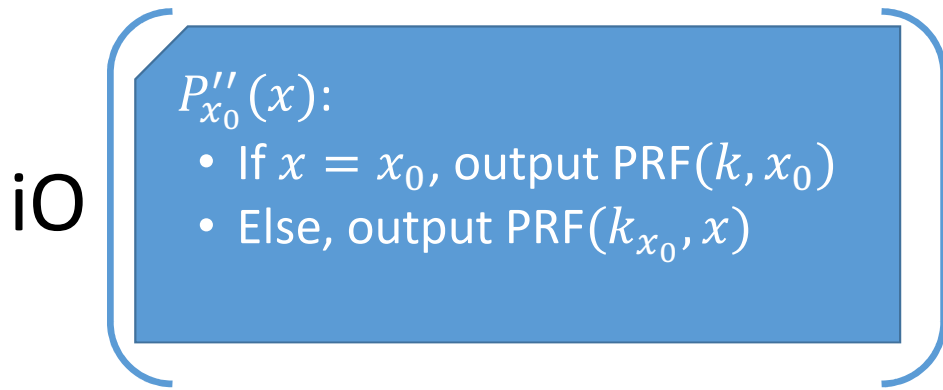 iO
P''_{x_0}(x):
• If x = x_0, output PRF(k, x_0)
• Else, output PRF(k_{x_0}, x)